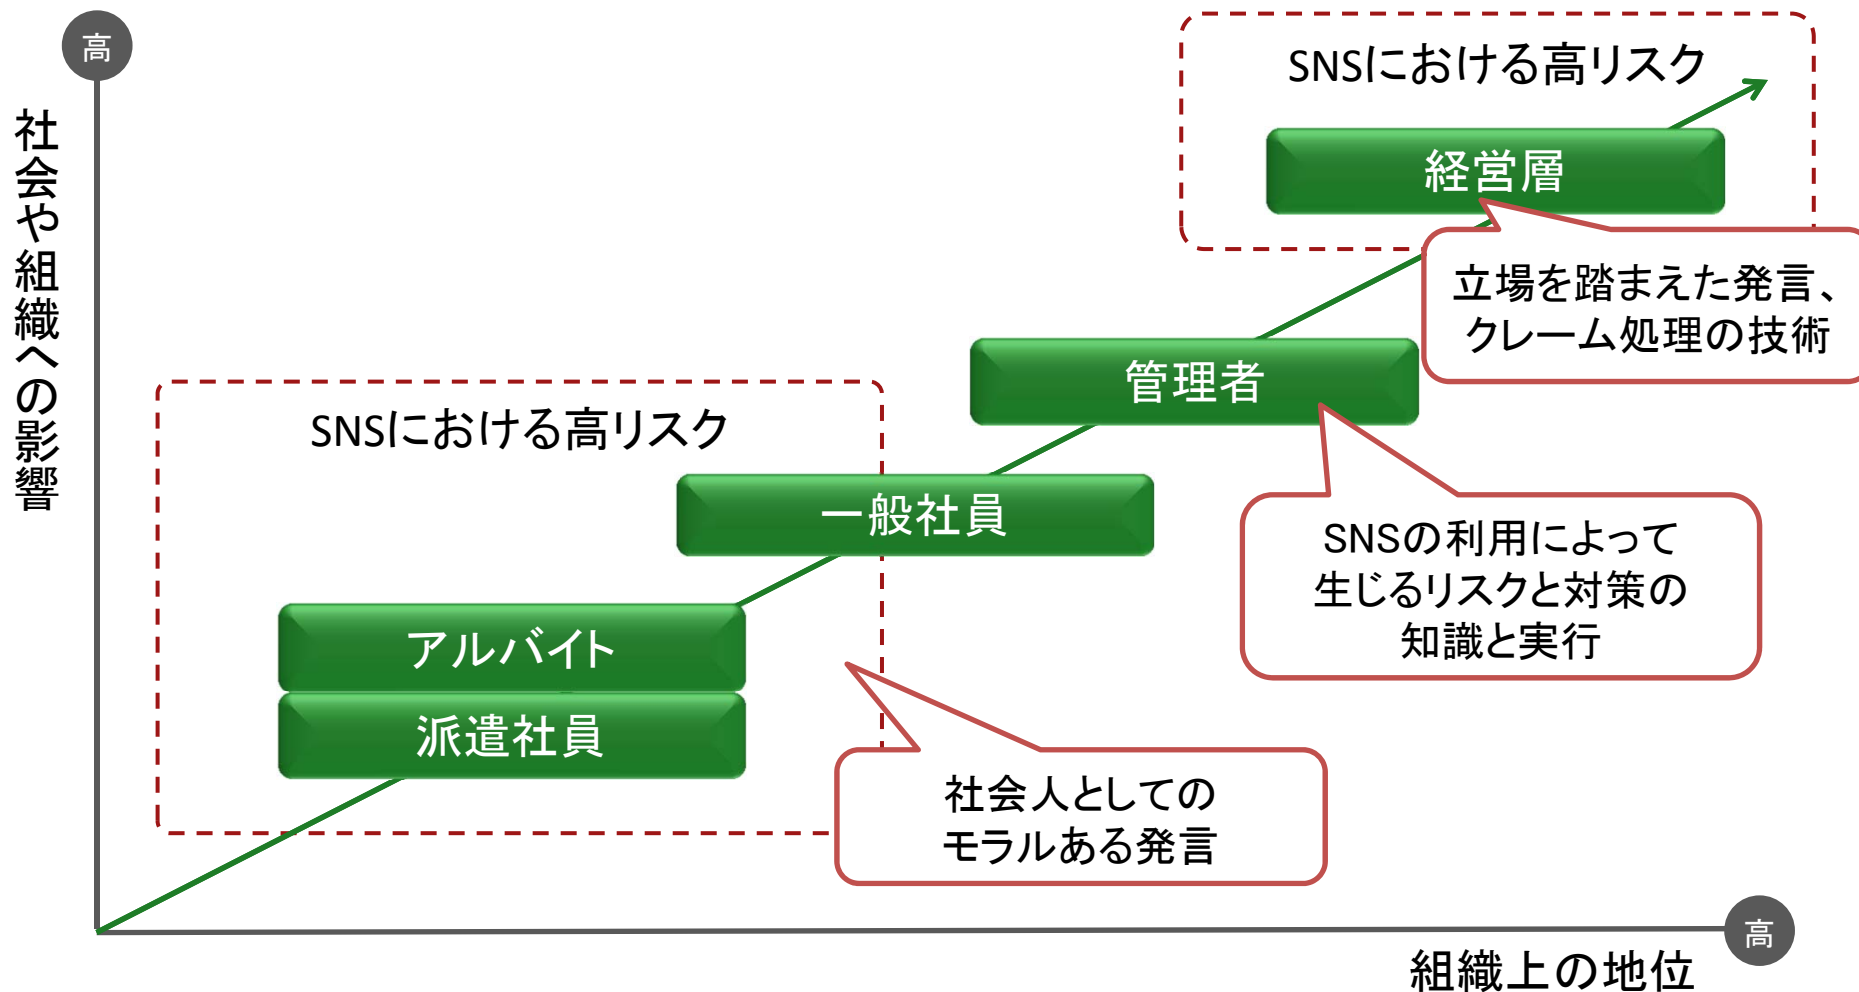 高
社会や組織への影響
SNSにおける高リスク
経営層
立場を踏まえた発言、
クレーム処理の技術
管理者
SNSにおける高リスク
一般社員
SNSの利用によって
生じるリスクと対策の
知識と実行
アルバイト
派遣社員
社会人としての
モラルある発言
高
組織上の地位